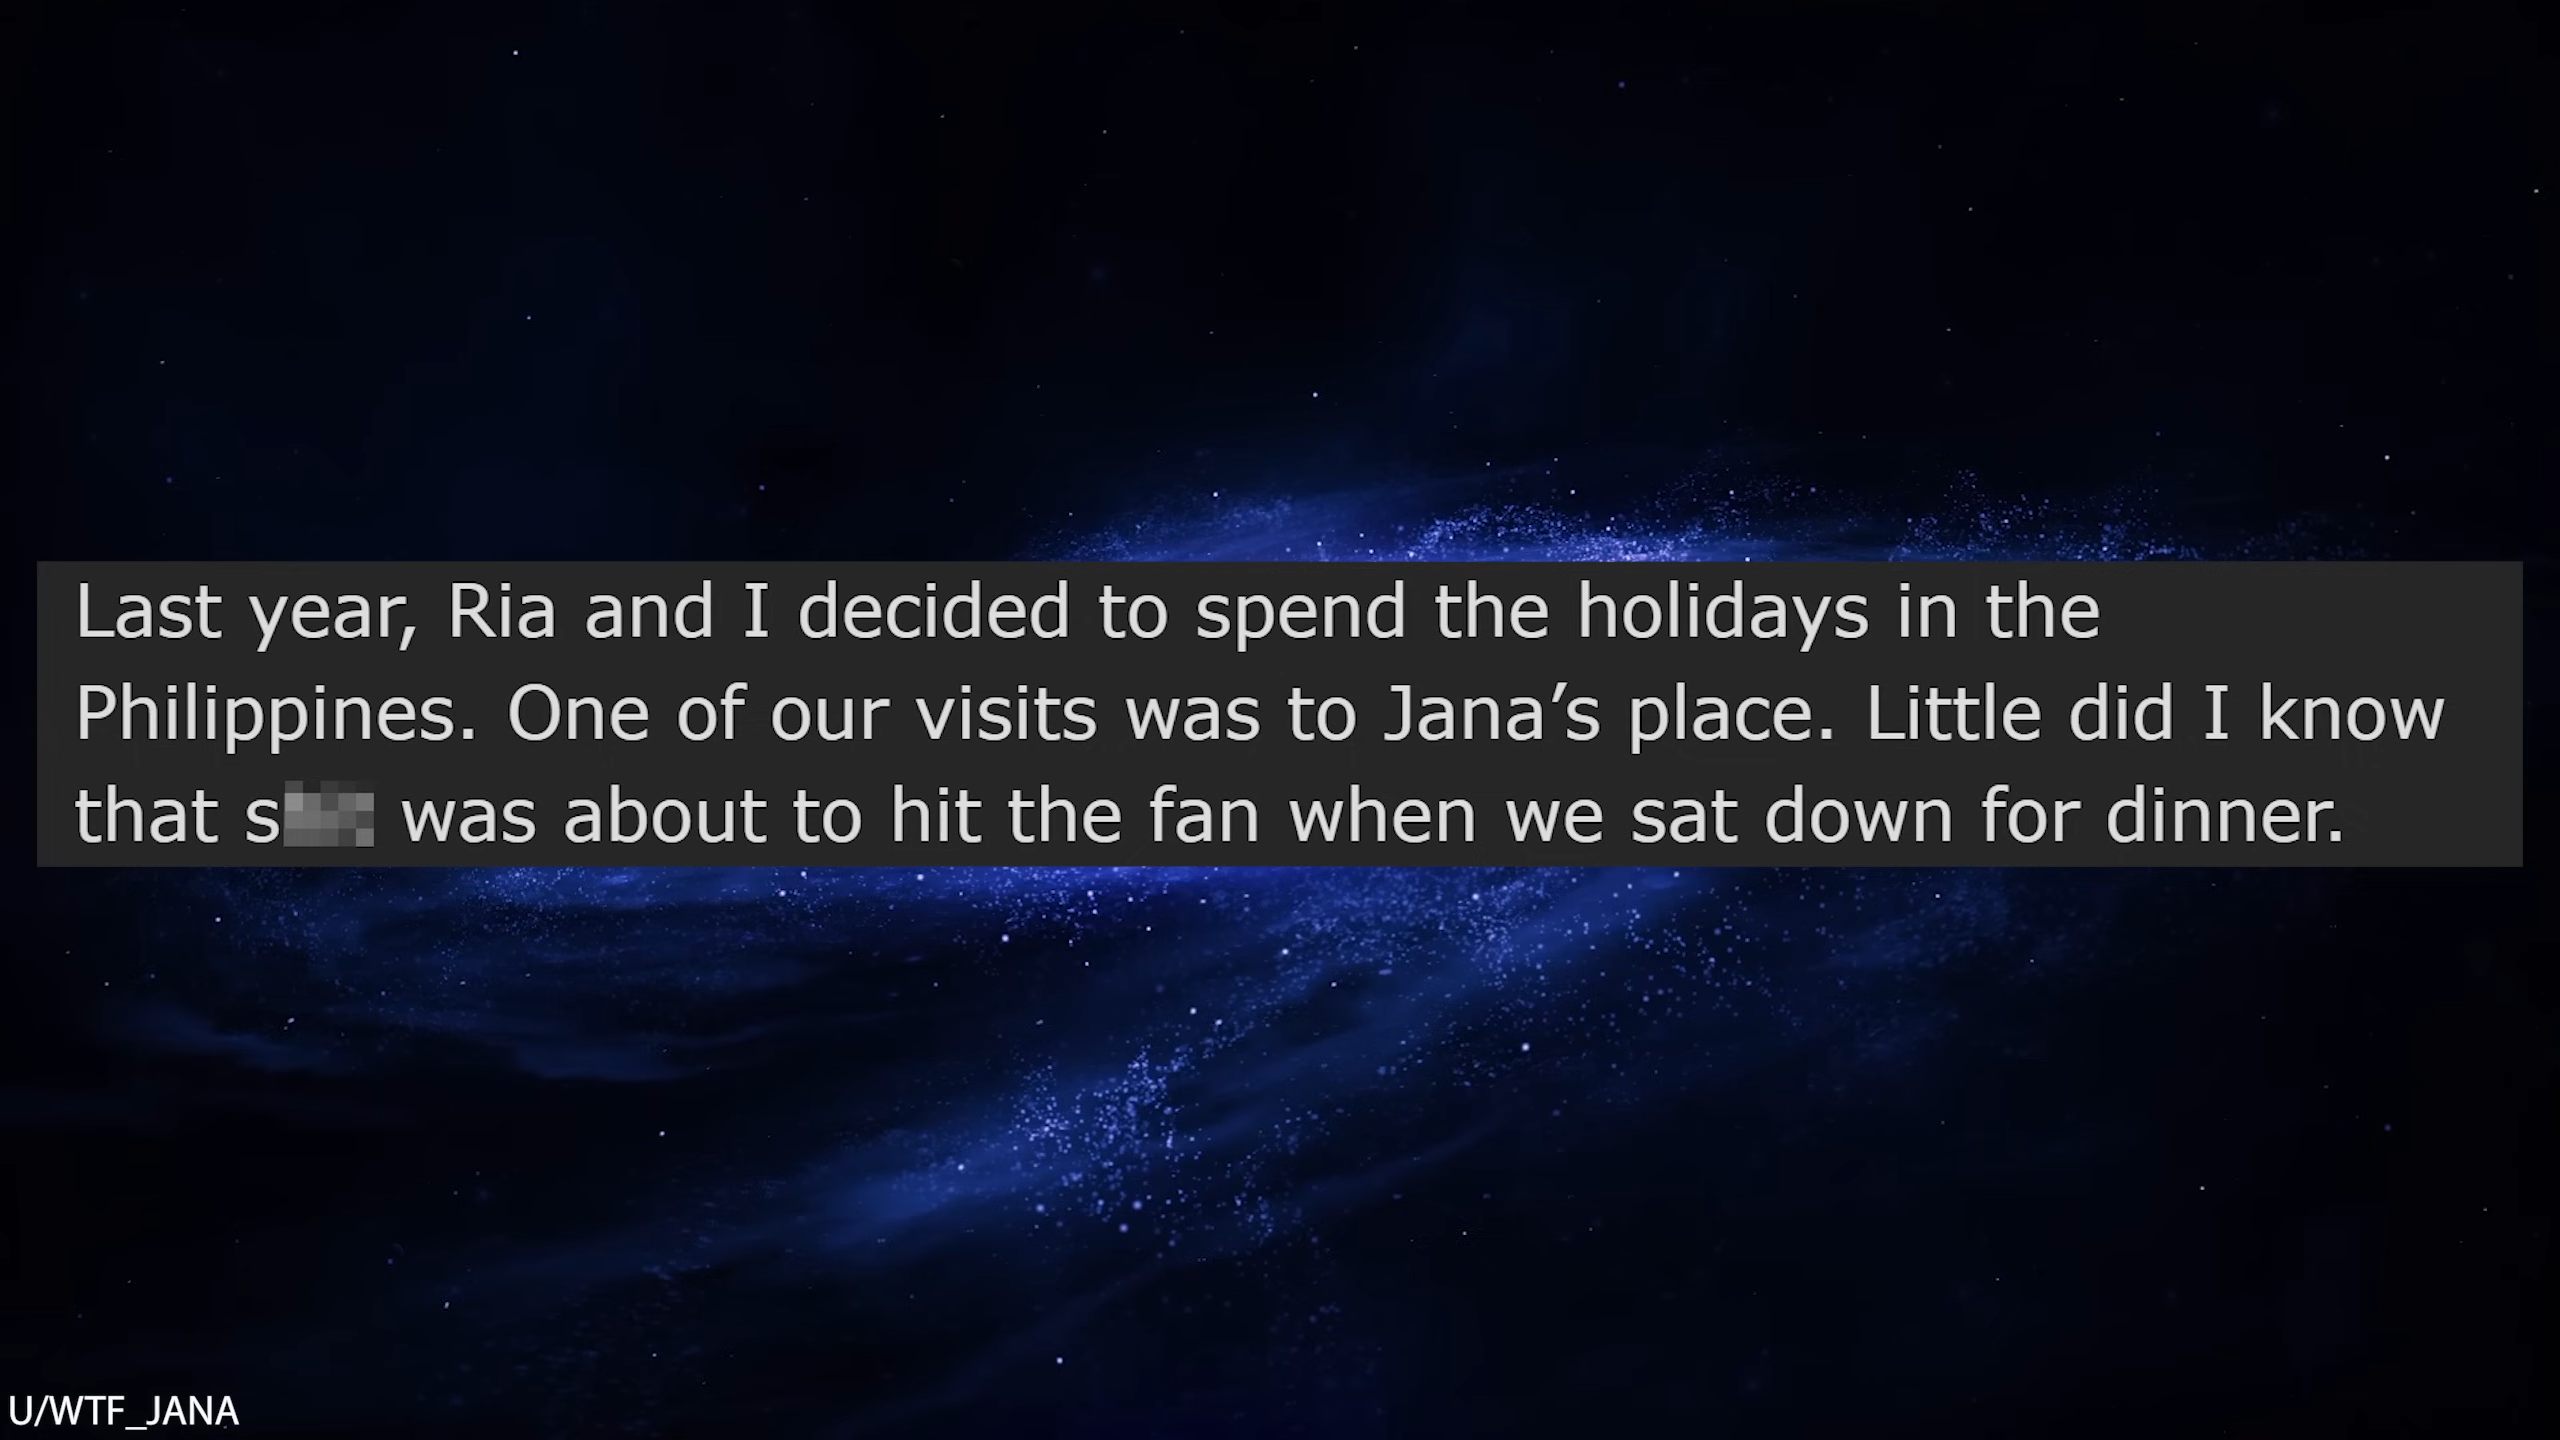 Last year, Ria and I decided to spend the holidays in the
Philippines. One of our visits was to Jana’s place. Little did I know
that s was about to hit the fan when we sat down for dinner.
U/WTF_JANA